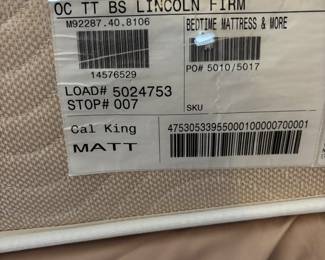 OC TT BS LINCOLN FIRM
M92287.40.8106
14576529
BEDTIME MATTRESS & MORE
PO# 5010/5017
LOAD# 5024753
STOP# 007
SKU
Cal King
MATT
47530533955000100000700001